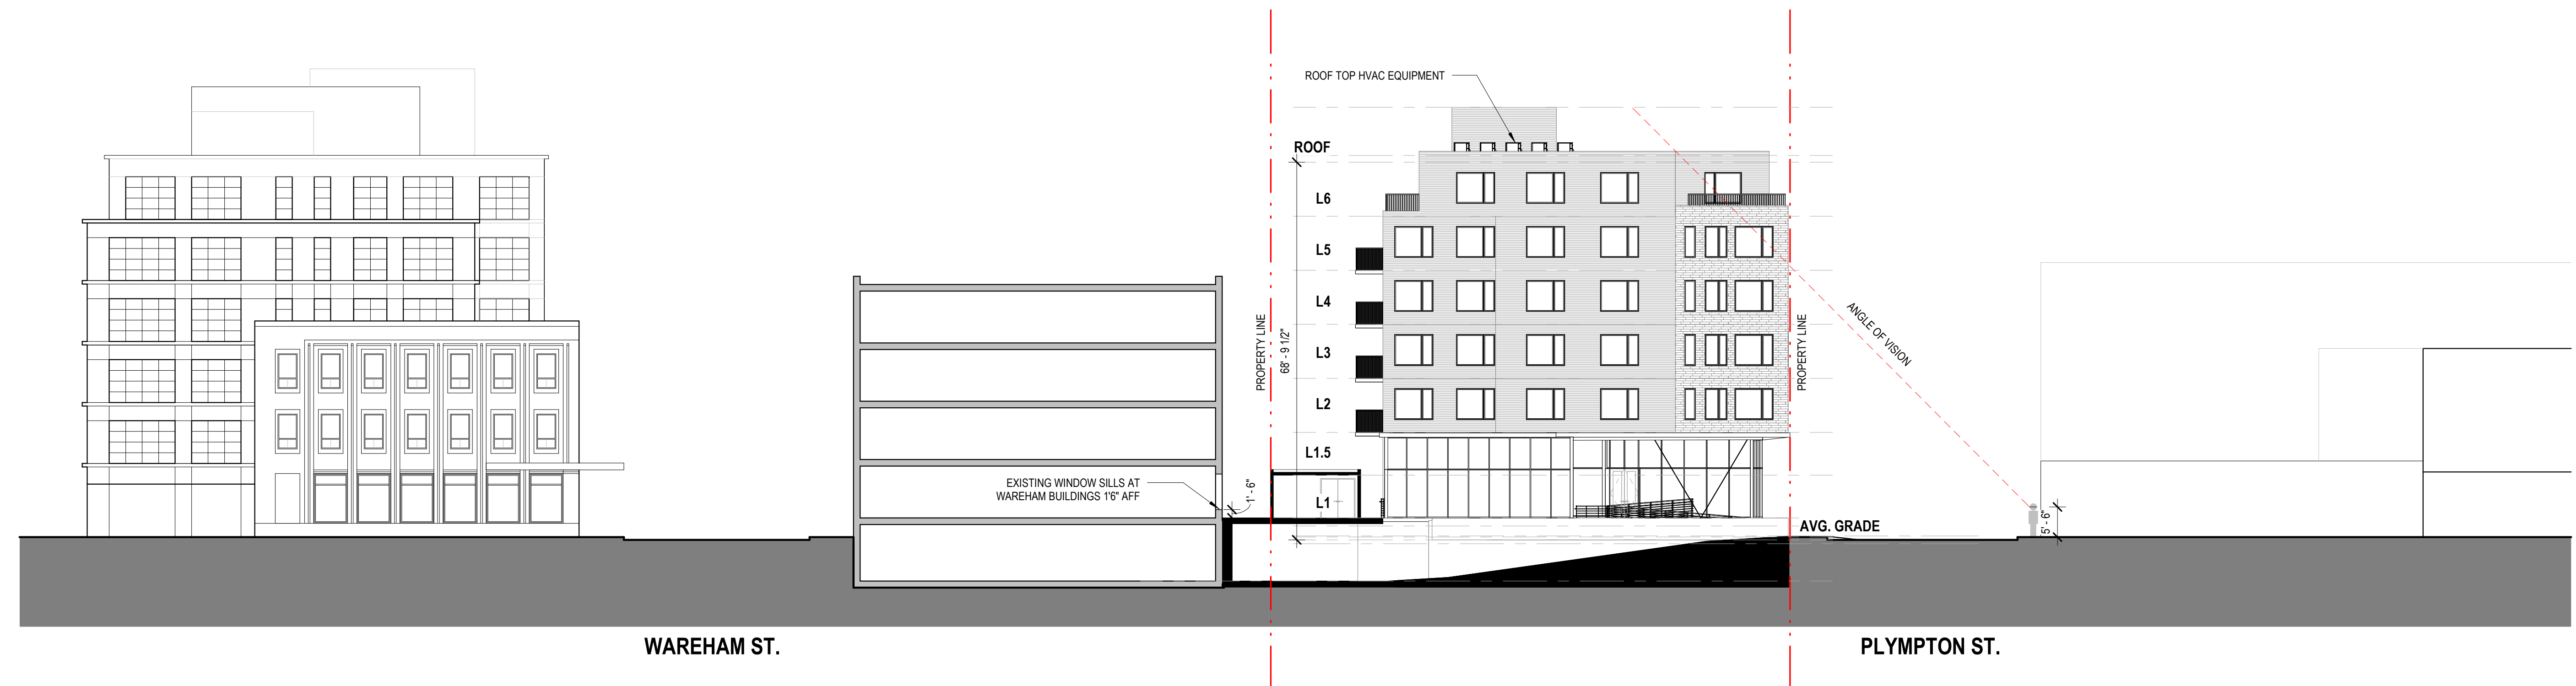 ROOF TOP HVAC EQUIPMENT
ROOF
L6
L5
L4
L3
L2
L1.5
L1
PROPERTY LINE
68' - 9 1/2"
PROPERTY LINE
ANGLE OF VISION
EXISTING WINDOW SILLS AT
WAREHAM BUILDINGS 1'6" AFF
1' - 6"
AVG. GRADE
5' - 6"
WAREHAM ST.
PLYMPTON ST.